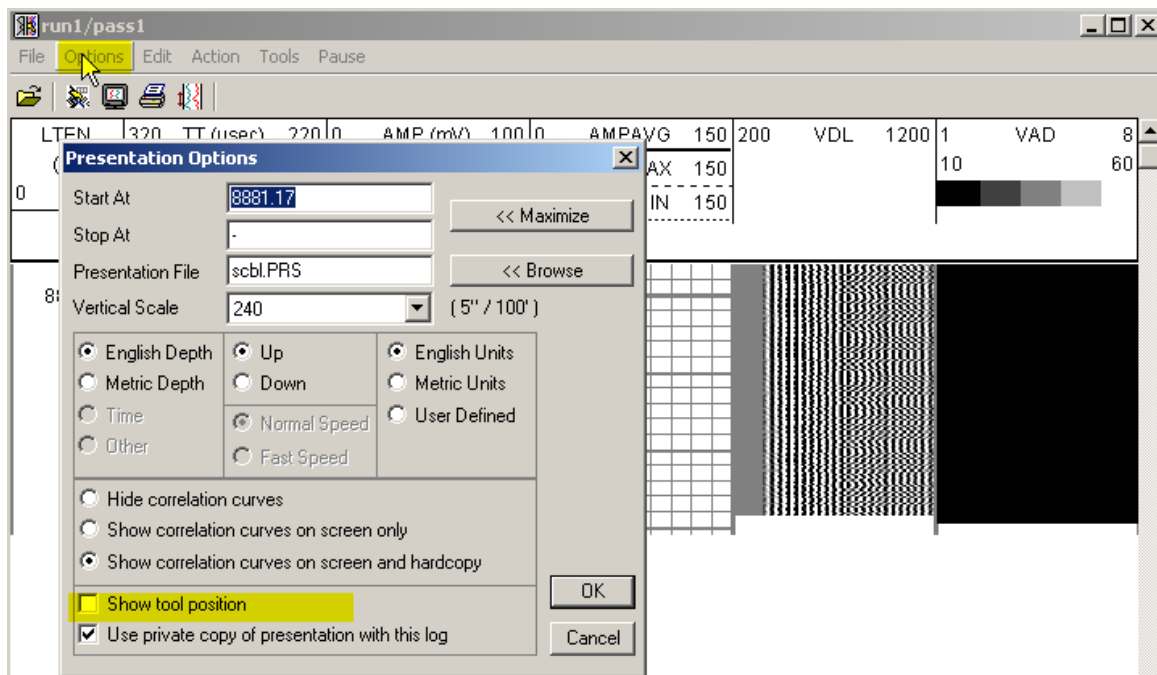 run1/pass1
File Options Edit Action Tools Pause
LTEN 320 TT (usec) 220 0 AMP (mV) 100 0 AMPAVG 150 200 VDL 1200 1 VAD 8
( AX 150 10 60
0 IN 150
Presentation Options
Start At 8881.17 << Maximize
Stop At -
Presentation File scbl.PRS << Browse
Vertical Scale 240 ( 5" / 100' )
English Depth Up English Units
Metric Depth Down Metric Units
Time Normal Speed User Defined
Other Fast Speed
Hide correlation curves
Show correlation curves on screen only
Show correlation curves on screen and hardcopy
Show tool position OK
Use private copy of presentation with this log Cancel